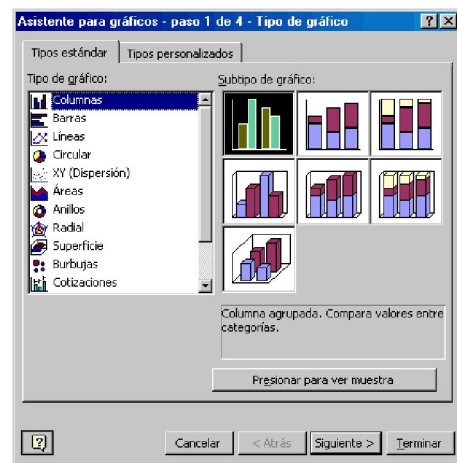 Asistente para gráficos - paso 1 de 4 - Tipo de gráfico
Tipos estándar Tipos personalizados
Tipo de gráfico:
Columnas
Barras
Líneas
Circular
XY (Dispersión)
Áreas
Anillos
Radial
Superficie
Burbujas
Cotizaciones
Subtipo de gráfico:
Columna agrupada. Compara valores entre
categorías.
Presionar para ver muestra
Cancelar < Atrás Siguiente > Terminar